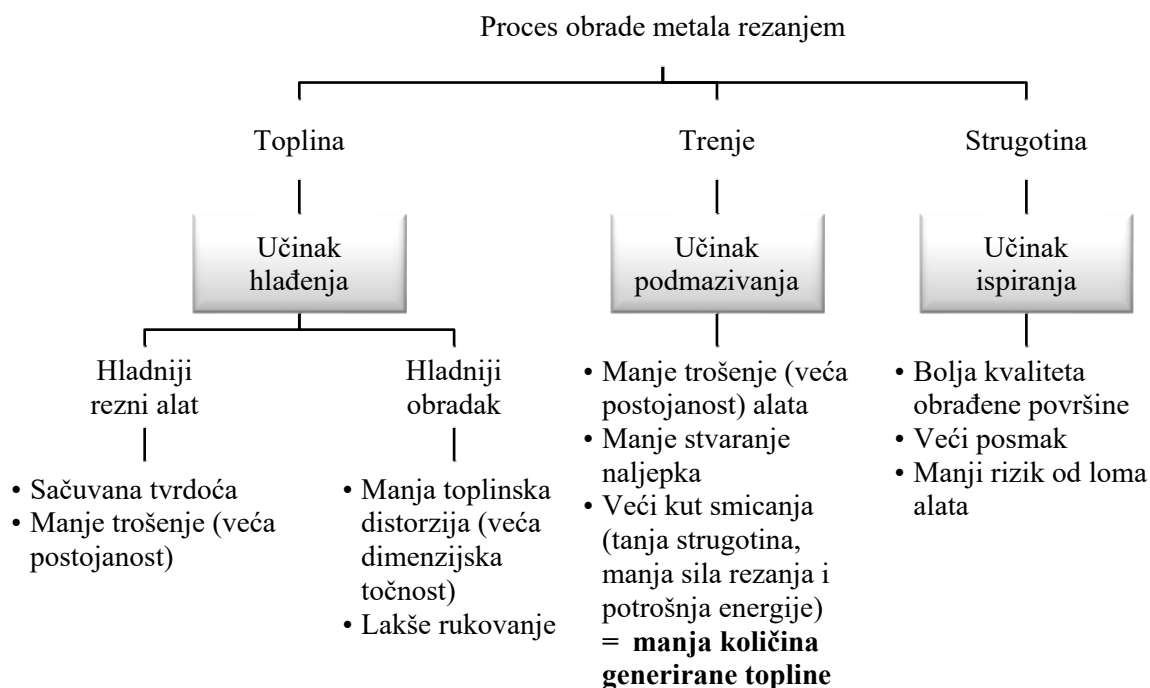 Proces obrade metala rezanjem
Toplina
Trenje
Strugotina
Učinak
hlađenja
Učinak
podmazivanja
Učinak
ispiranja
Hladniji
rezni alat
Hladniji
obradak
• Sačuvana tvrdoća
• Manje trošenje (veća
postojanost)
• Manja toplinska
distorzija (veća
dimenzijska
točnost)
• Lakše rukovanje
• Manje trošenje (veća
postojanost) alata
• Manje stvaranje
naljepka
• Veći kut smicanja
(tanja strugotina,
manja sila rezanja i
potrošnja energije)
= manja količina
generirane topline
• Bolja kvaliteta
obrađene površine
• Veći posmak
• Manji rizik od loma
alata